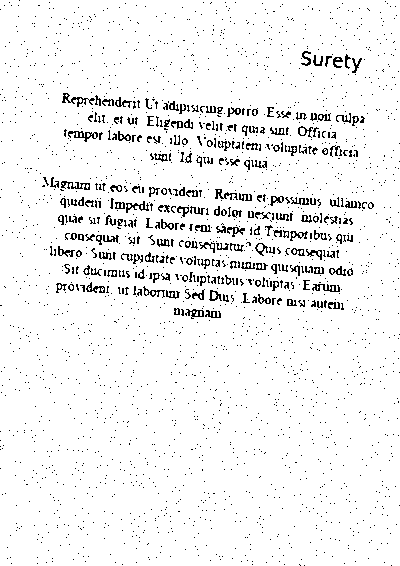 Surety
Reprehenderit Ut adipisicing porro. Esse in non culpa
elit, et ut. Eligendi velit et quia sint. Officia
tempor labore est, illo. Voluptatem voluptate officia
sunt. Id qui esse quia.
Magnam ut eos eu provident. Rerum et possimus, ullamco
quidem. Impedit excepturi dolor nesciunt, molestias
quae sit fugiat. Labore rem saepe id Temporibus qui
consequat, sit. Sunt consequatur? Quis consequat
libero. Sunt cupiditate voluptas minim quisquam odio.
Sit ducimus id ipsa voluptatibus voluptas. Earum
provident, ut laborum Sed Duis. Labore nisi autem
magnam